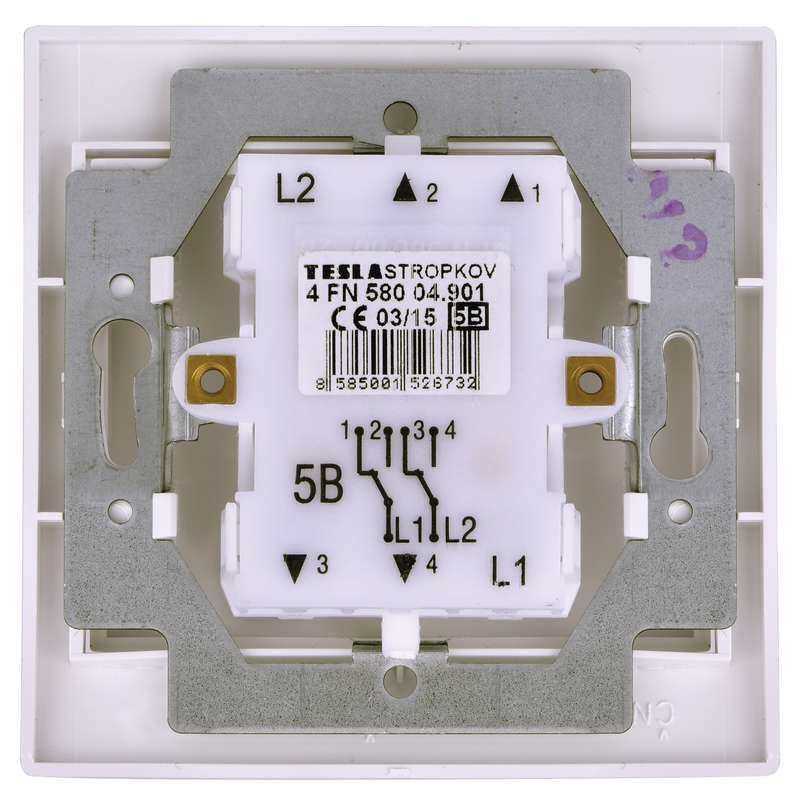 L2 ▲ 2 ▲ 1
TESLA STROPKOV
4 FN 580 04.901
CE 03/15 5B
8 585001 526732
1 2 3 4
5B
L1 L2
▼ 3 ▼ 4 L1